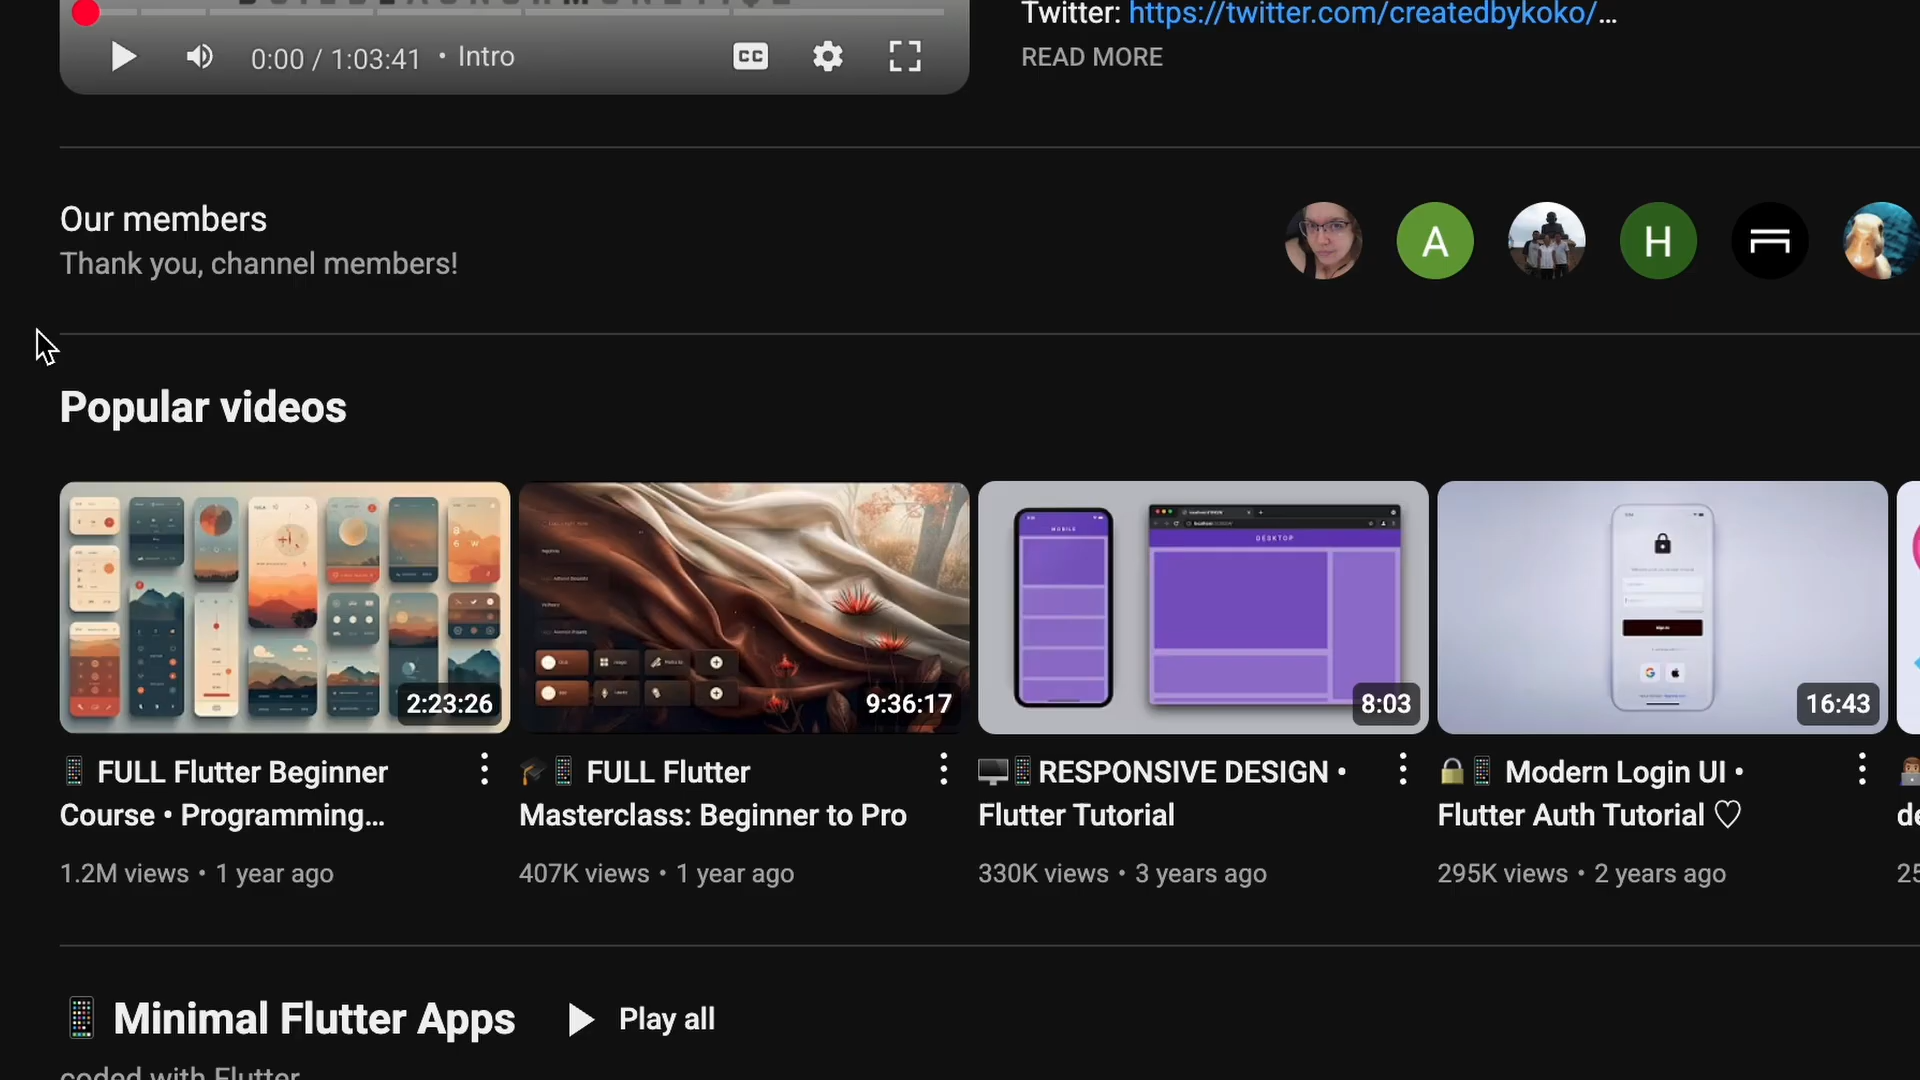 Twitter: https://twitter.com/createdbykoko/...
READ MORE
0:00 / 1:03:41 • Intro
CC
Our members
Thank you, channel members!
A
H
Popular videos
2:23:26
9:36:17
MOBILE
DESKTOP
8:03
16:43
📱 FULL Flutter Beginner
Course • Programming...
1.2M views • 1 year ago
🎓📱 FULL Flutter
Masterclass: Beginner to Pro
407K views • 1 year ago
🖥️📱RESPONSIVE DESIGN •
Flutter Tutorial
330K views • 3 years ago
🔒📱 Modern Login UI •
Flutter Auth Tutorial ♡
295K views • 2 years ago
📱 Minimal Flutter Apps
Play all
coded with Flutter